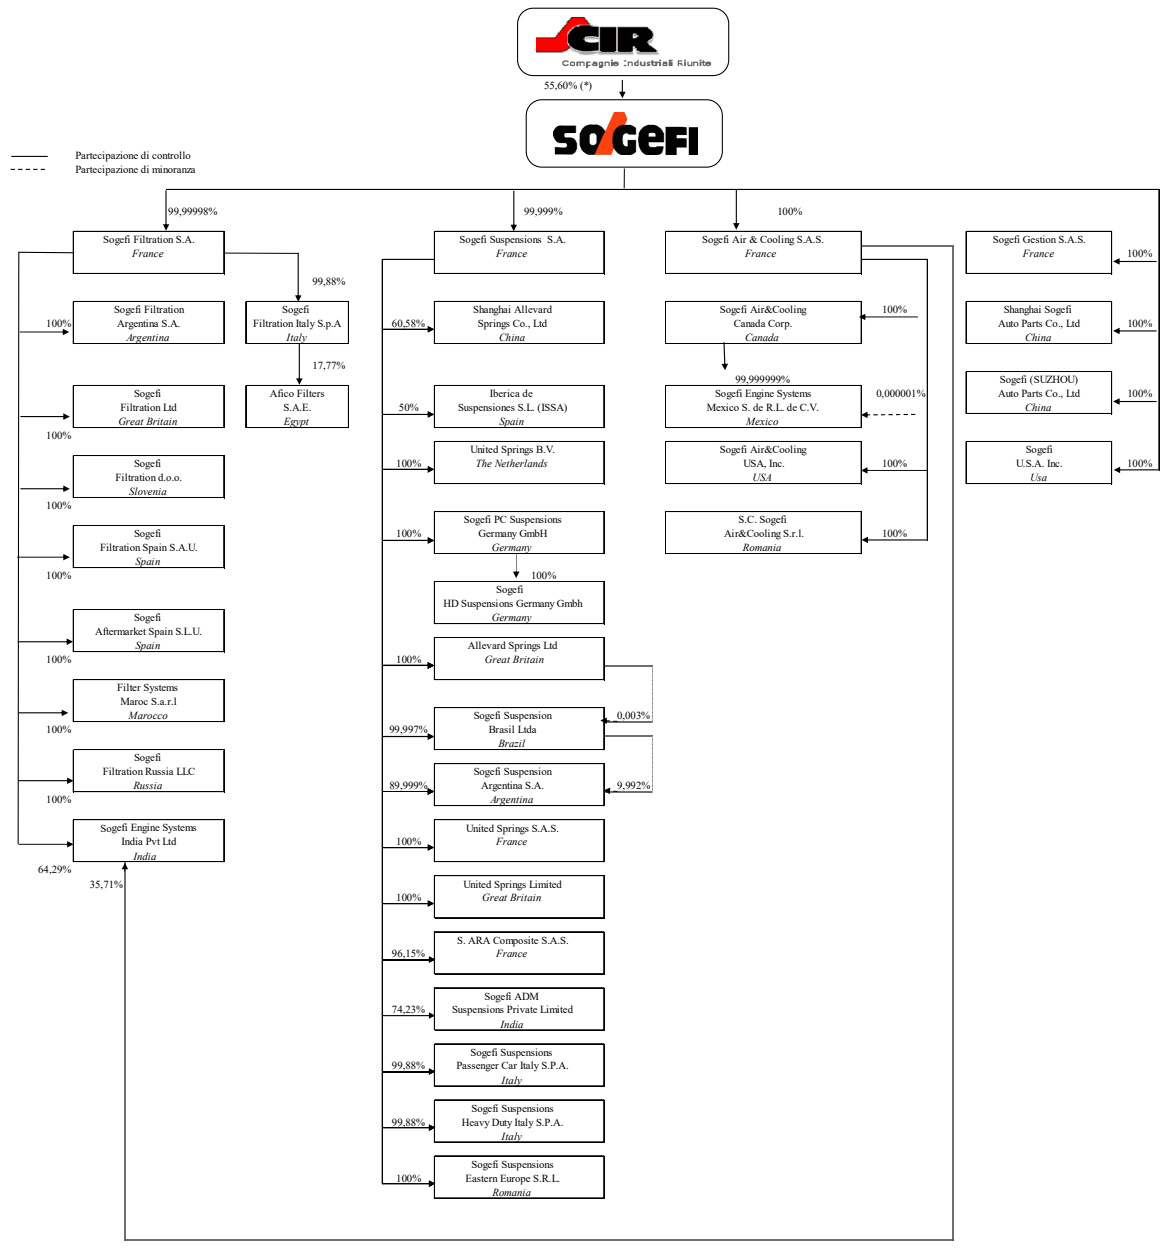 CIR
Compagnie Industriali Riunite
55,60% (*)
SOGEFI
Partecipazione di controllo
Partecipazione di minoranza
99,99998%
99,999%
100%
Sogefi Filtration S.A.
France
99,88%
Sogefi
Filtration Italy S.p.A
Italy
17,77%
Afico Filters
S.A.E.
Egypt
100%
Sogefi Filtration
Argentina S.A.
Argentina
Sogefi
Filtration Ltd
Great Britain
100%
Sogefi
Filtration d.o.o.
Slovenia
100%
Sogefi
Filtration Spain S.A.U.
Spain
100%
Sogefi
Aftermarket Spain S.L.U.
Spain
100%
Filter Systems
Maroc S.a.r.l
Marocco
100%
Sogefi
Filtration Russia LLC
Russia
100%
Sogefi Engine Systems
India Pvt Ltd
India
64,29%
35,71%
Sogefi Suspensions S.A.
France
60,58%
Shanghai Allevard
Springs Co., Ltd
China
50%
Iberica de
Suspensiones S.L. (ISSA)
Spain
100%
United Springs B.V.
The Netherlands
100%
Sogefi PC Suspensions
Germany GmbH
Germany
100%
Sogefi
HD Suspensions Germany Gmbh
Germany
100%
Allevard Springs Ltd
Great Britain
0,003%
99,997%
Sogefi Suspension
Brasil Ltda
Brazil
89,999%
Sogefi Suspension
Argentina S.A.
Argentina
9,992%
100%
United Springs S.A.S.
France
100%
United Springs Limited
Great Britain
96,15%
S. ARA Composite S.A.S.
France
74,23%
Sogefi ADM
Suspensions Private Limited
India
99,88%
Sogefi Suspensions
Passenger Car Italy S.P.A.
Italy
99,88%
Sogefi Suspensions
Heavy Duty Italy S.P.A.
Italy
100%
Sogefi Suspensions
Eastern Europe S.R.L.
Romania
Sogefi Air & Cooling S.A.S.
France
Sogefi Air&Cooling
Canada Corp.
Canada
100%
99,999999%
Sogefi Engine Systems
Mexico S. de R.L. de C.V.
Mexico
0,000001%
Sogefi Air&Cooling
USA, Inc.
USA
100%
S.C. Sogefi
Air&Cooling S.r.l.
Romania
100%
Sogefi Gestion S.A.S.
France
100%
Shanghai Sogefi
Auto Parts Co., Ltd
China
100%
Sogefi (SUZHOU)
Auto Parts Co., Ltd
China
100%
Sogefi
U.S.A. Inc.
Usa
100%